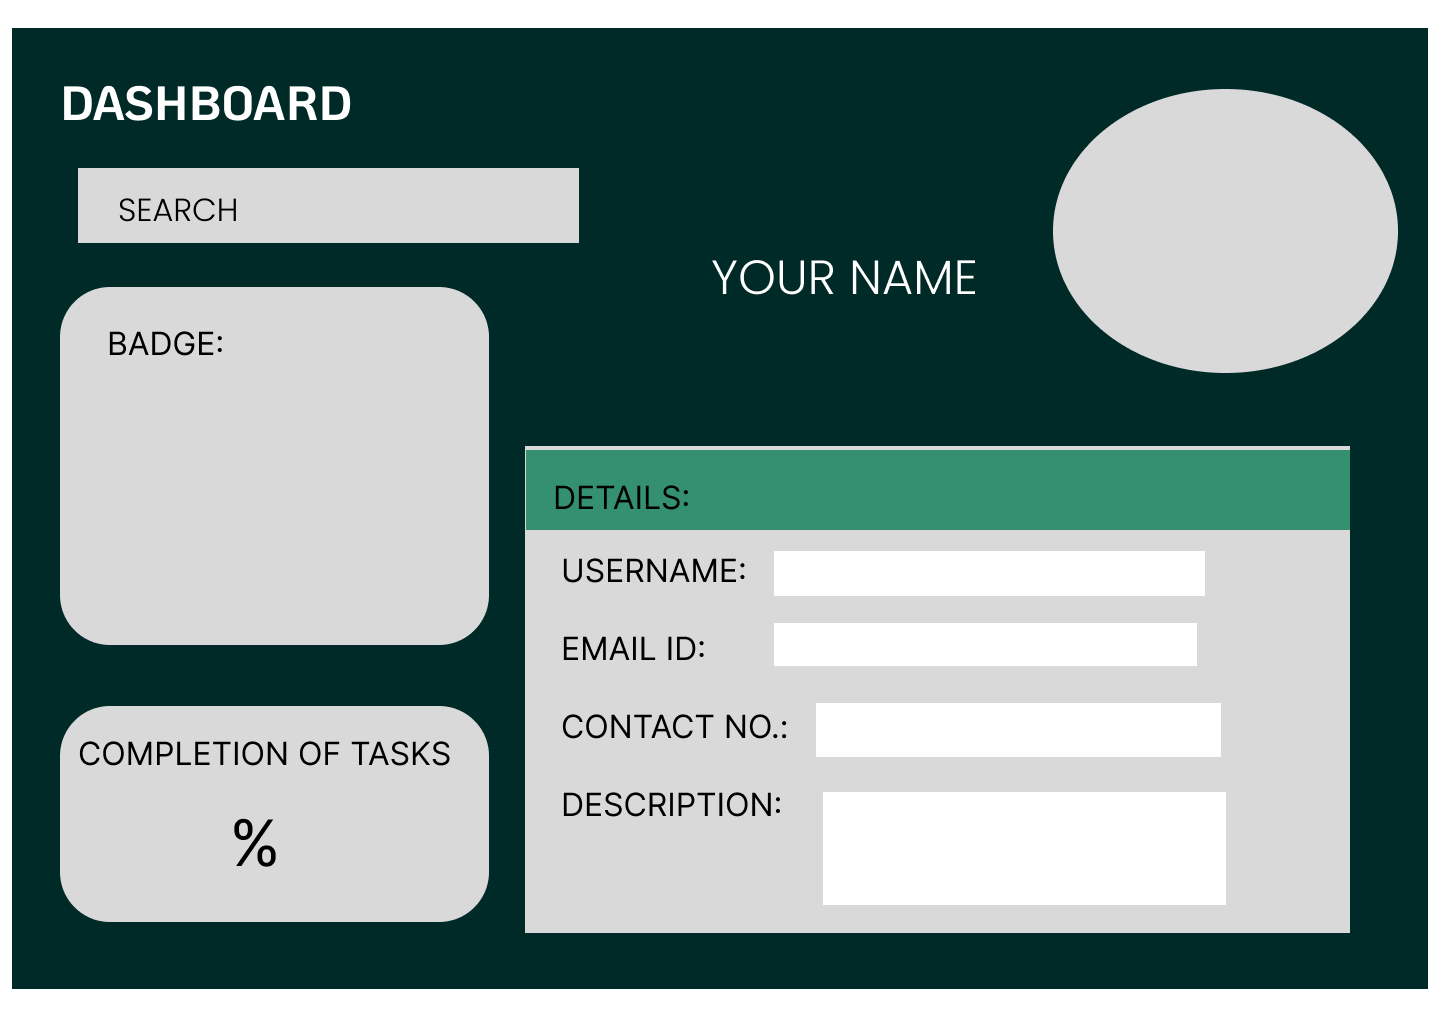 DASHBOARD
SEARCH
YOUR NAME
BADGE:
COMPLETION OF TASKS
%
DETAILS:
USERNAME:
EMAIL ID:
CONTACT NO.:
DESCRIPTION: